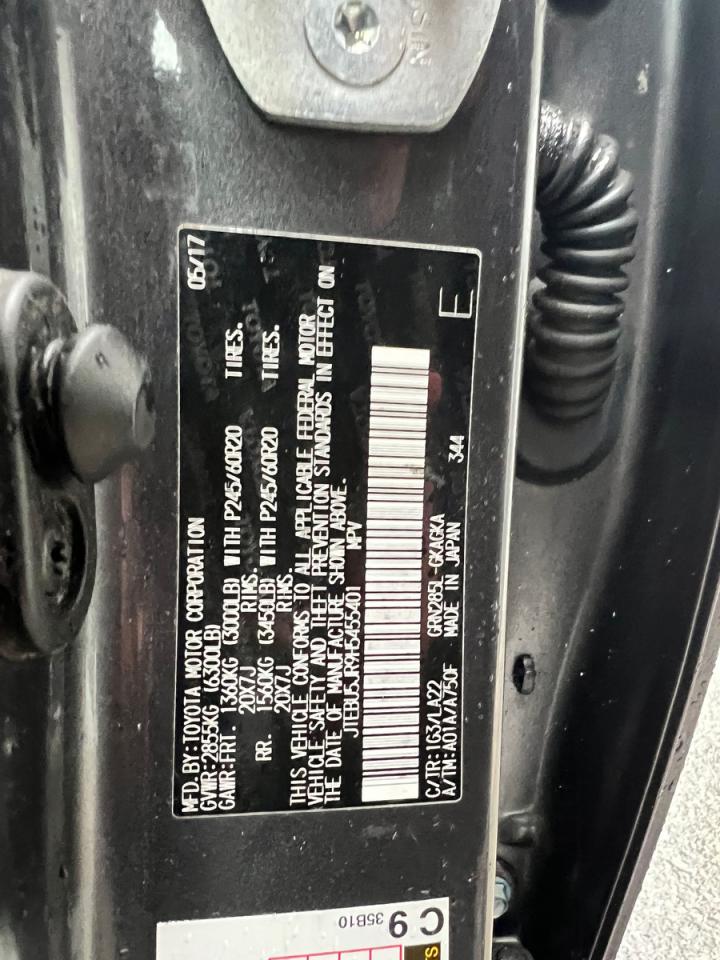 MFD.BY:TOYOTA MOTOR CORPORATION 05/17
GVWR:2855KG (6300LB)
GAWR:FRT. 1360KG (3000LB) WITH P245/60R20 TIRES.
20X7J RIMS.
RR. 1560KG (3450LB) WITH P245/60R20 TIRES.
20X7J RIMS.
THIS VEHICLE CONFORMS TO ALL APPLICABLE FEDERAL MOTOR
VEHICLE SAFETY AND THEFT PREVENTION STANDARDS IN EFFECT ON
THE DATE OF MANUFACTURE SHOWN ABOVE.
JTEBU5JR9H5455401 MPV
C/TR:1G3/LA22 GRN285L-GKAGKA 344
A/TM:A01A/A750F MADE IN JAPAN
E
C9
35B10